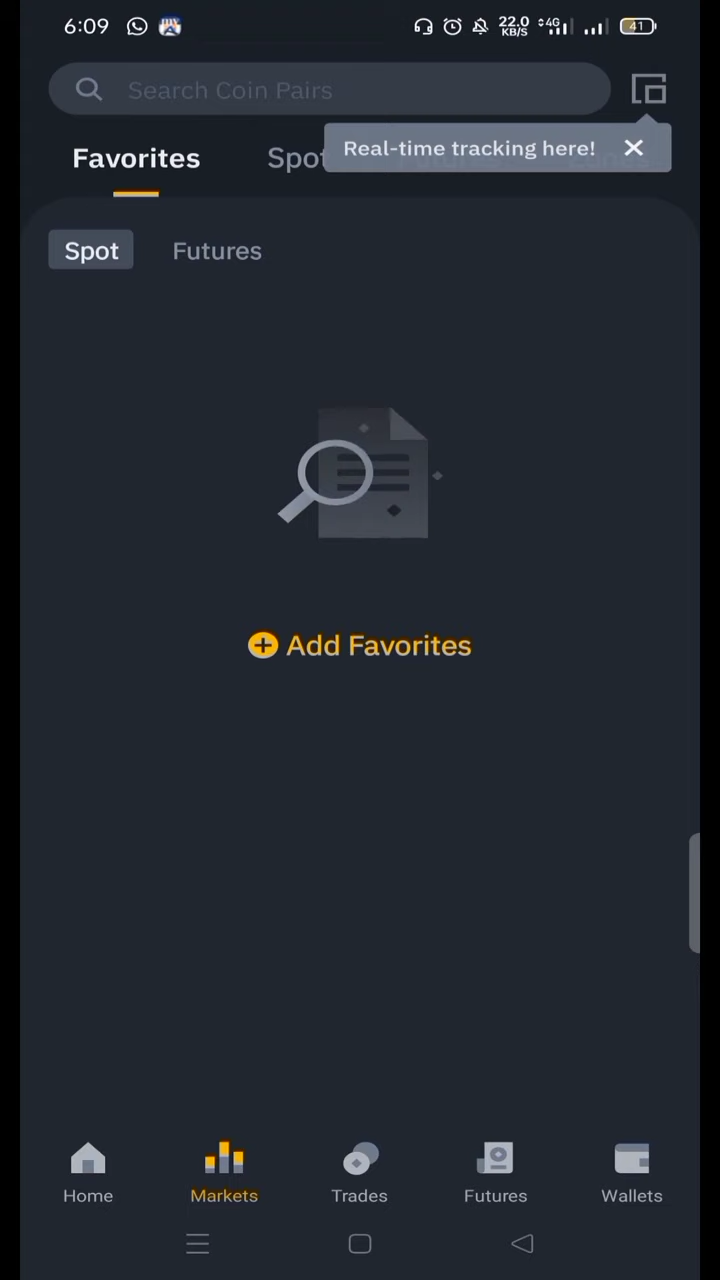 6:09 22.0 KB/S 4G 41
Search Coin Pairs
Favorites Spot
Real-time tracking here!
Spot Futures
Add Favorites
Home Markets Trades Futures Wallets